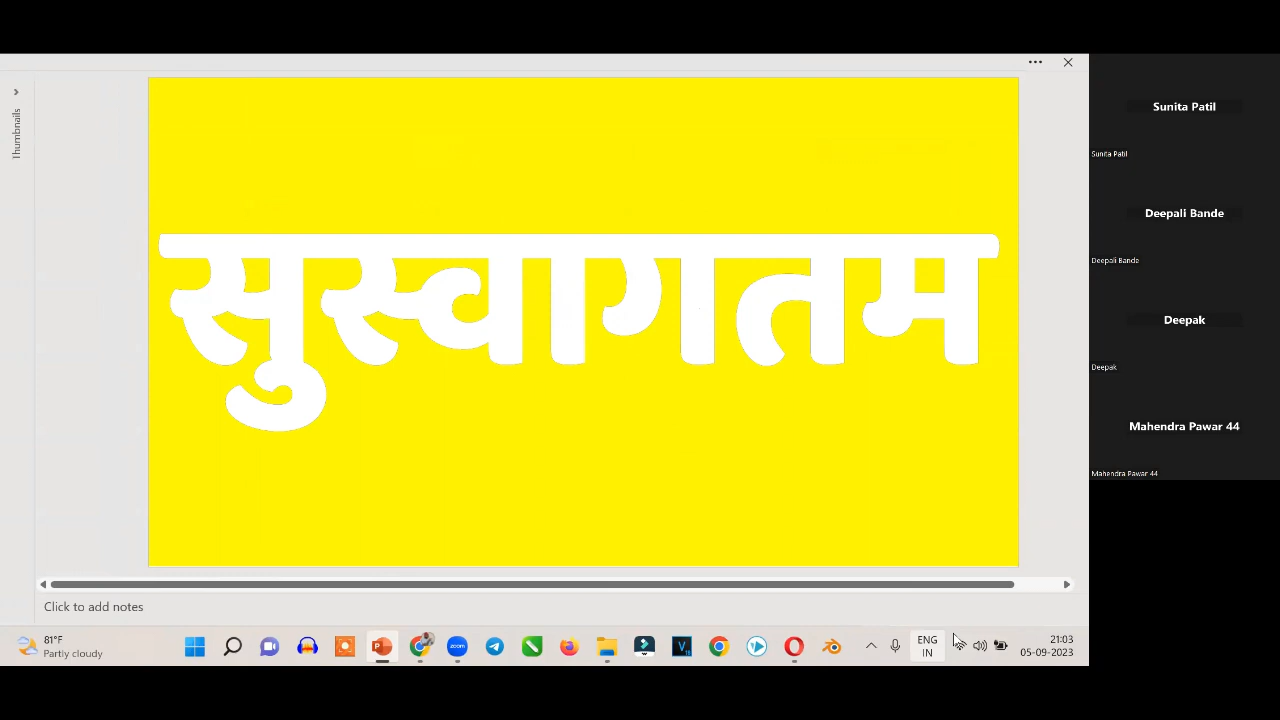 Thumbnails
सुस्वागतम
Click to add notes
81°F
Partly cloudy
zoom
ENG
IN
21:03
05-09-2023
Sunita Patil
Sunita Patil
Deepali Bande
Deepali Bande
Deepak
Deepak
Mahendra Pawar 44
Mahendra Pawar 44